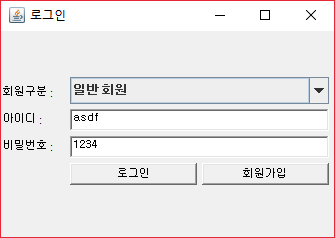 로그인
회원구분 : 일반 회원
아이디 : asdf
비밀번호 : 1234
로그인 회원가입